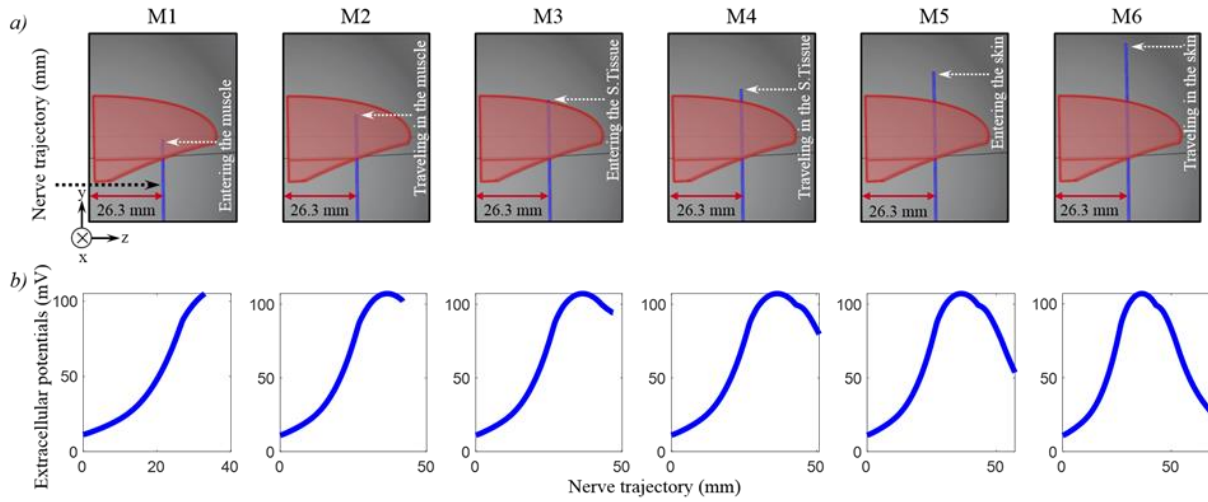 M1 M2 M3 M4 M5 M6
a)
Nerve trajectory (mm)
Entering the muscle
Traveling in the muscle
Entering the S.Tissue
Traveling in the S.Tissue
Entering the skin
Traveling in the skin
26.3 mm 26.3 mm 26.3 mm 26.3 mm 26.3 mm 26.3 mm
y
z
x
b)
Extracellular potentials (mV)
100 100 100 100 100 100
50 50 50 50 50 50
0 0 0 0 0 0
0 20 40 0 50 0 50 0 50 0 50 0 50
Nerve trajectory (mm)